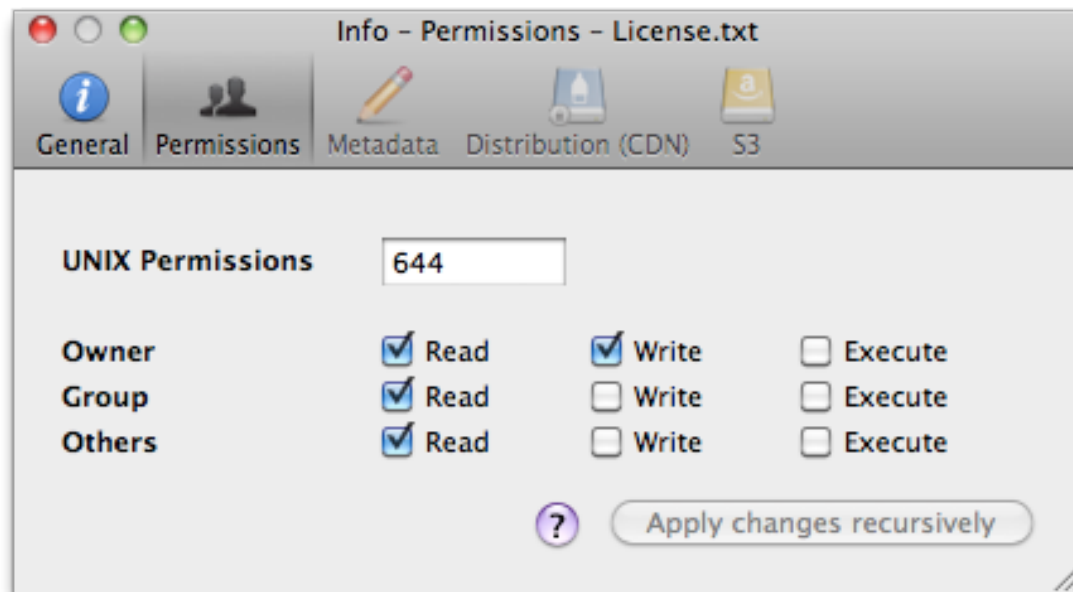 Info – Permissions – License.txt
General Permissions Metadata Distribution (CDN) S3
UNIX Permissions 644
Owner Read Write Execute
Group Read Write Execute
Others Read Write Execute
? Apply changes recursively